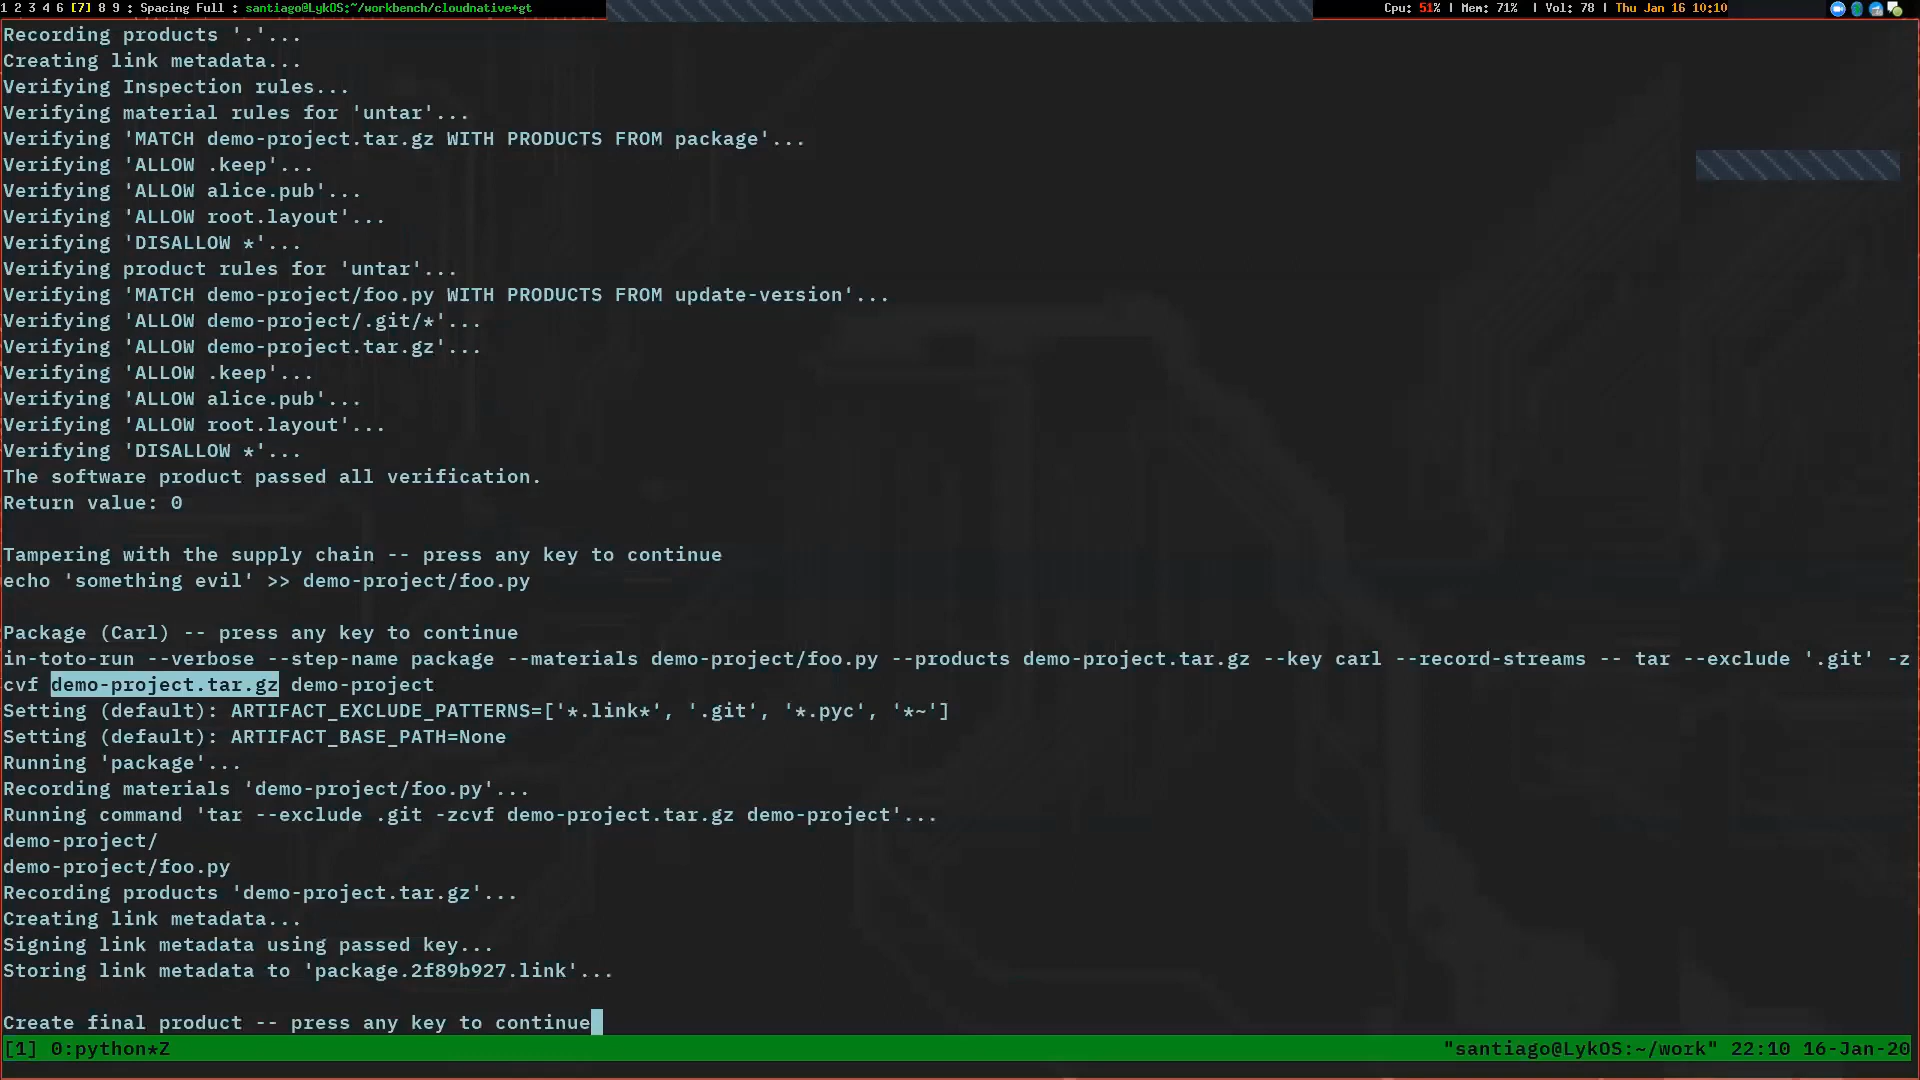 1 2 3 4 6 [7] 8 9 : Spacing Full : santiago@LykOS:~/workbench/cloudnative+gt Cpu: 51% | Mem: 71% | Vol: 78 | Thu Jan 16 10:10
Recording products '.'...
Creating link metadata...
Verifying Inspection rules...
Verifying material rules for 'untar'...
Verifying 'MATCH demo-project.tar.gz WITH PRODUCTS FROM package'...
Verifying 'ALLOW .keep'...
Verifying 'ALLOW alice.pub'...
Verifying 'ALLOW root.layout'...
Verifying 'DISALLOW *'...
Verifying product rules for 'untar'...
Verifying 'MATCH demo-project/foo.py WITH PRODUCTS FROM update-version'...
Verifying 'ALLOW demo-project/.git/*'...
Verifying 'ALLOW demo-project.tar.gz'...
Verifying 'ALLOW .keep'...
Verifying 'ALLOW alice.pub'...
Verifying 'ALLOW root.layout'...
Verifying 'DISALLOW *'...
The software product passed all verification.
Return value: 0
Tampering with the supply chain -- press any key to continue
echo 'something evil' >> demo-project/foo.py
Package (Carl) -- press any key to continue
in-toto-run --verbose --step-name package --materials demo-project/foo.py --products demo-project.tar.gz --key carl --record-streams -- tar --exclude '.git' -z
cvf demo-project.tar.gz demo-project
Setting (default): ARTIFACT_EXCLUDE_PATTERNS=['*.link*', '.git', '*.pyc', '*~']
Setting (default): ARTIFACT_BASE_PATH=None
Running 'package'...
Recording materials 'demo-project/foo.py'...
Running command 'tar --exclude .git -zcvf demo-project.tar.gz demo-project'...
demo-project/
demo-project/foo.py
Recording products 'demo-project.tar.gz'...
Creating link metadata...
Signing link metadata using passed key...
Storing link metadata to 'package.2f89b927.link'...
Create final product -- press any key to continue
[1] 0:python*Z "santiago@LykOS:~/work" 22:10 16-Jan-20